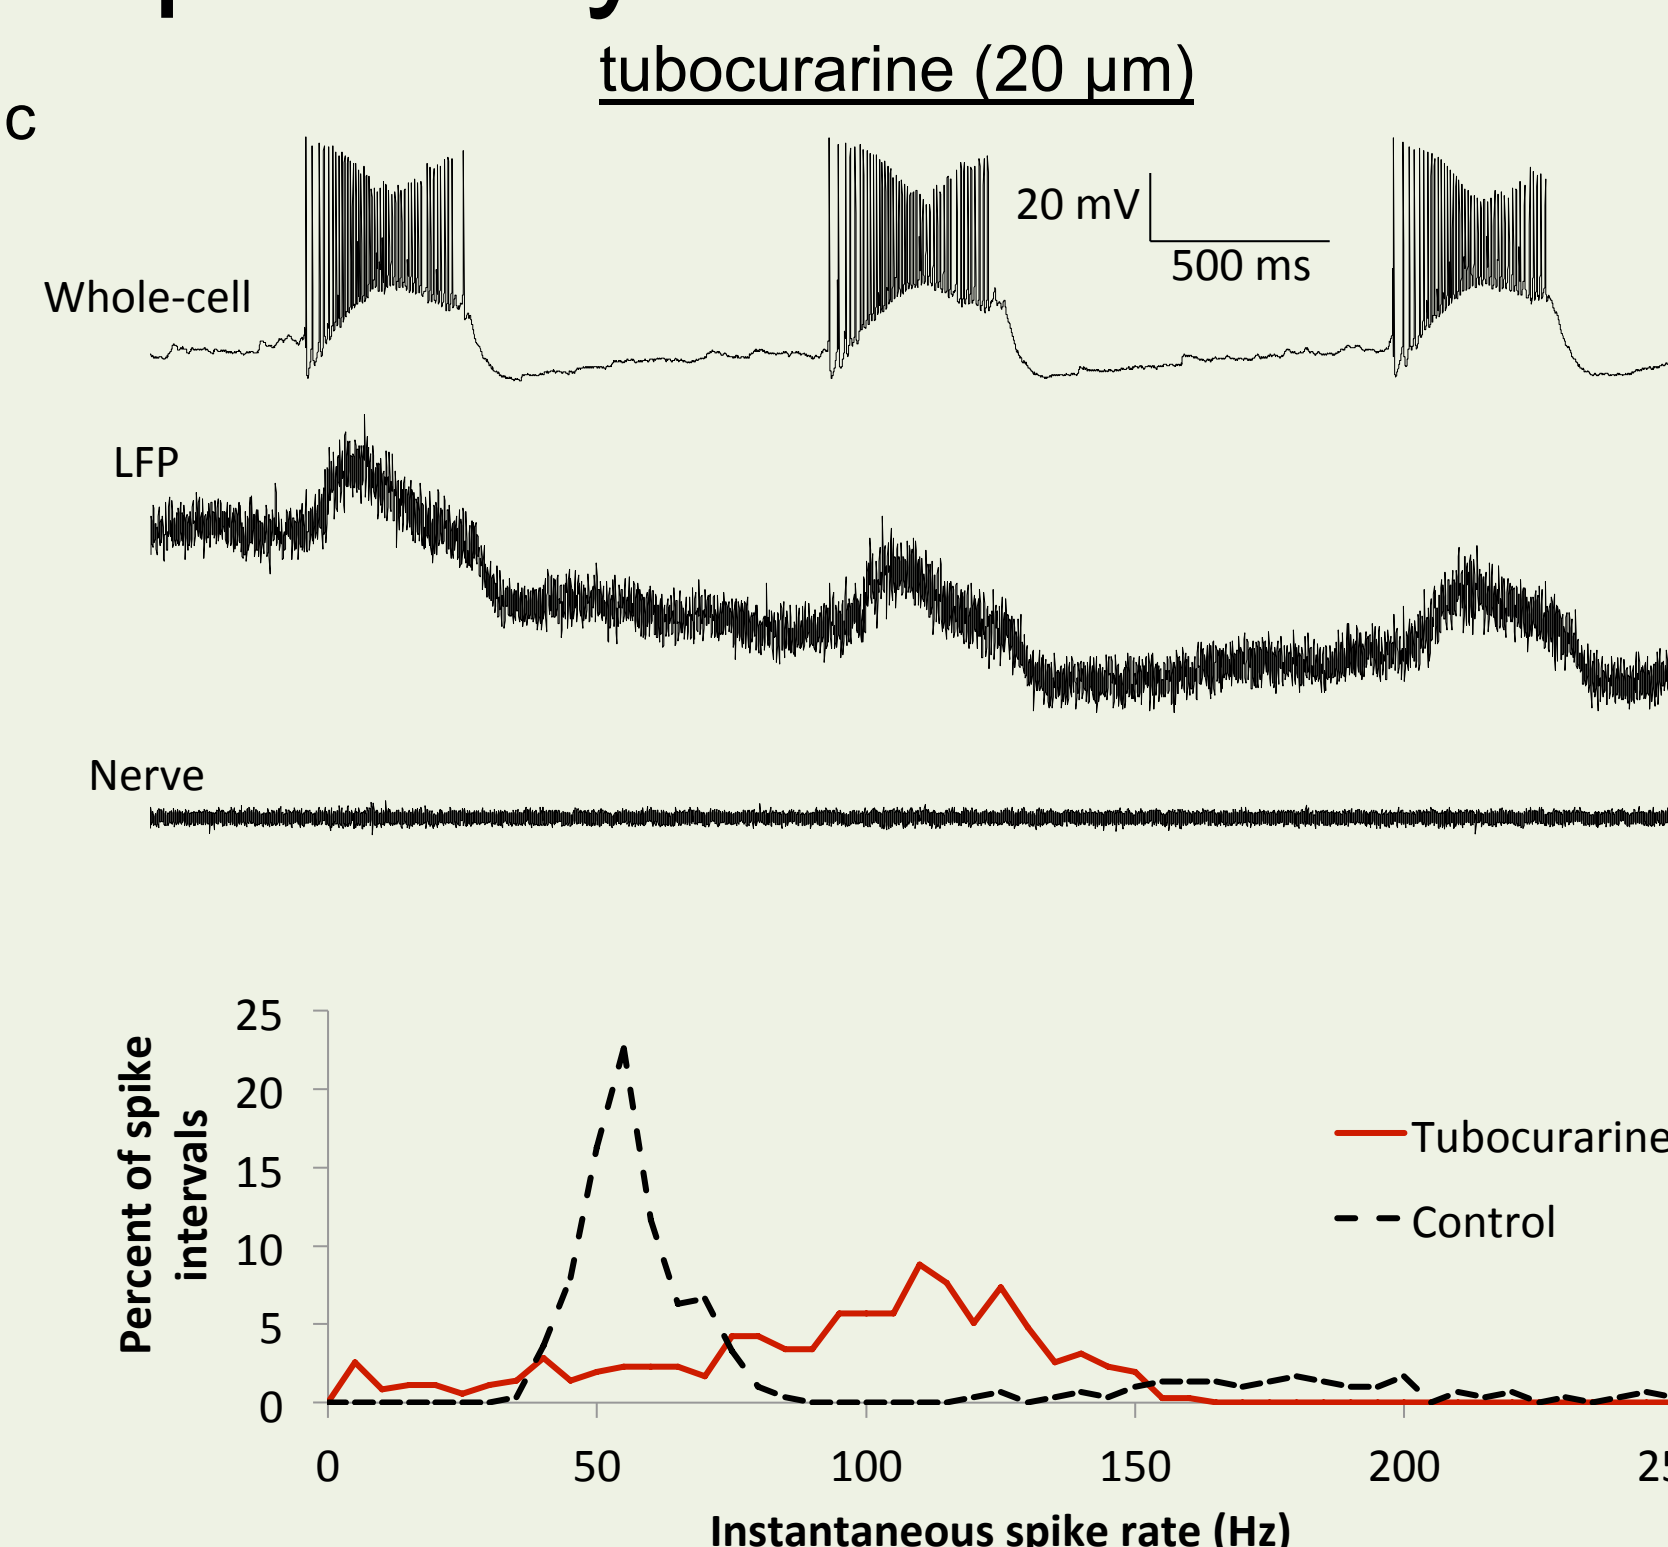 tubocurarine (20 µm)
c
20 mV
500 ms
Whole-cell
LFP
Nerve
25
20
15
10
5
0
Percent of spike
intervals
Tubocurarine
Control
0 50 100 150 200
Instantaneous spike rate (Hz)